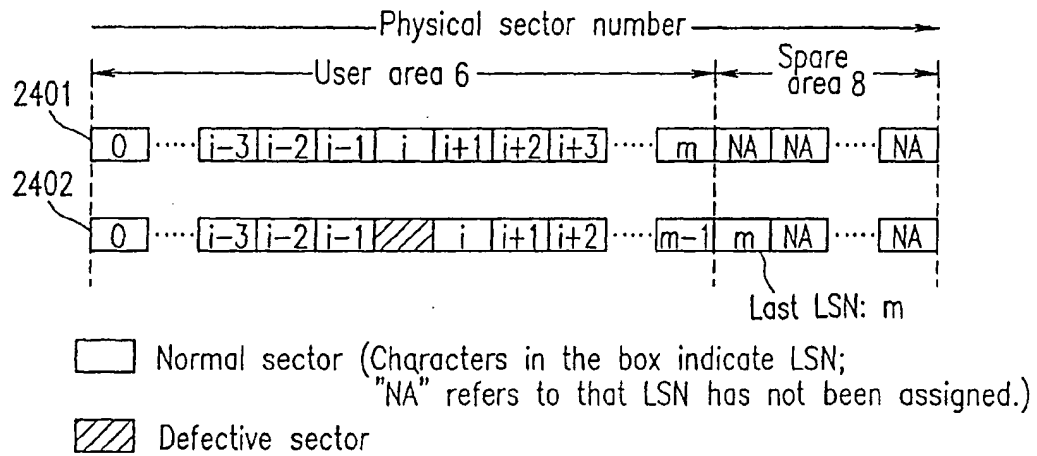 Physical sector number
User area 6
Spare area 8
2401
0 ····· i-3 i-2 i-1 i i+1 i+2 i+3 ····· m NA NA ····· NA
2402
0 ····· i-3 i-2 i-1 i i+1 i+2 ····· m-1 m NA ····· NA
Last LSN: m
Normal sector (Characters in the box indicate LSN;
"NA" refers to that LSN has not been assigned.)
Defective sector